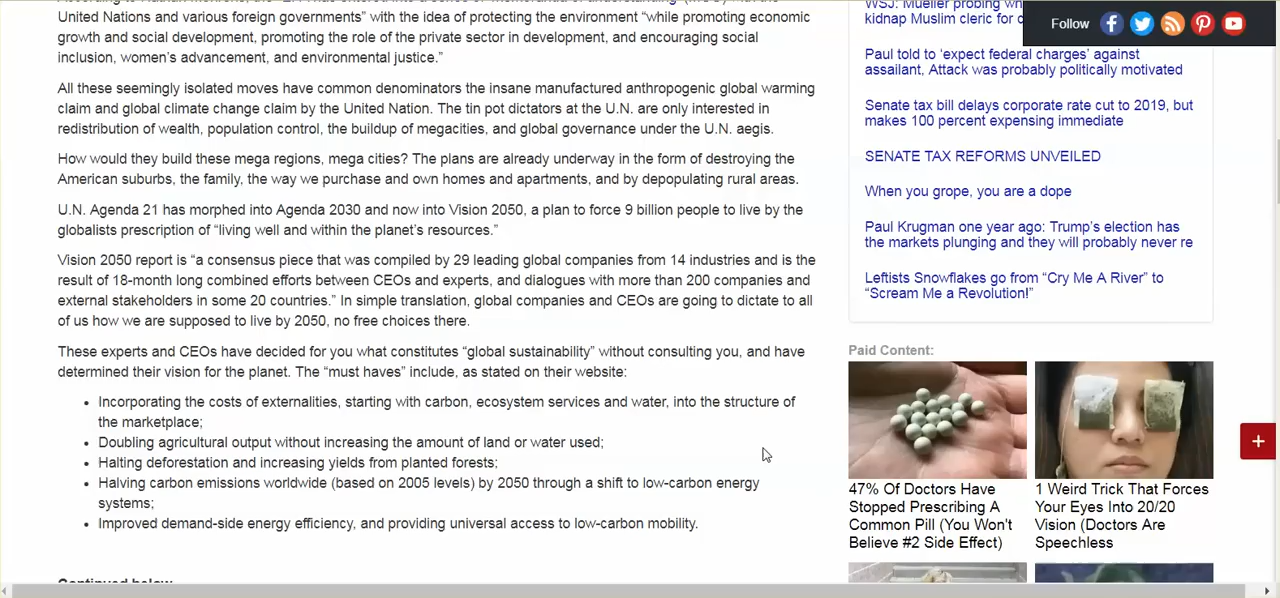 United Nations and various foreign governments” with the idea of protecting the environment “while promoting economic
growth and social development, promoting the role of the private sector in development, and encouraging social
inclusion, women’s advancement, and environmental justice.”
All these seemingly isolated moves have common denominators the insane manufactured anthropogenic global warming
claim and global climate change claim by the United Nation. The tin pot dictators at the U.N. are only interested in
redistribution of wealth, population control, the buildup of megacities, and global governance under the U.N. aegis.
How would they build these mega regions, mega cities? The plans are already underway in the form of destroying the
American suburbs, the family, the way we purchase and own homes and apartments, and by depopulating rural areas.
U.N. Agenda 21 has morphed into Agenda 2030 and now into Vision 2050, a plan to force 9 billion people to live by the
globalists prescription of “living well and within the planet’s resources.”
Vision 2050 report is “a consensus piece that was compiled by 29 leading global companies from 14 industries and is the
result of 18-month long combined efforts between CEOs and experts, and dialogues with more than 200 companies and
external stakeholders in some 20 countries.” In simple translation, global companies and CEOs are going to dictate to all
of us how we are supposed to live by 2050, no free choices there.
These experts and CEOs have decided for you what constitutes “global sustainability” without consulting you, and have
determined their vision for the planet. The “must haves” include, as stated on their website:
• Incorporating the costs of externalities, starting with carbon, ecosystem services and water, into the structure of
the marketplace;
• Doubling agricultural output without increasing the amount of land or water used;
• Halting deforestation and increasing yields from planted forests;
• Halving carbon emissions worldwide (based on 2005 levels) by 2050 through a shift to low-carbon energy
systems;
• Improved demand-side energy efficiency, and providing universal access to low-carbon mobility.
Continued below
WSJ: Mueller probing
kidnap Muslim cleric for
Follow
Paul told to ‘expect federal charges’ against
assailant, Attack was probably politically motivated
Senate tax bill delays corporate rate cut to 2019, but
makes 100 percent expensing immediate
SENATE TAX REFORMS UNVEILED
When you grope, you are a dope
Paul Krugman one year ago: Trump’s election has
the markets plunging and they will probably never re
Leftists Snowflakes go from “Cry Me A River” to
“Scream Me a Revolution!”
Paid Content:
47% Of Doctors Have
Stopped Prescribing A
Common Pill (You Won't
Believe #2 Side Effect)
1 Weird Trick That Forces
Your Eyes Into 20/20
Vision (Doctors Are
Speechless
+